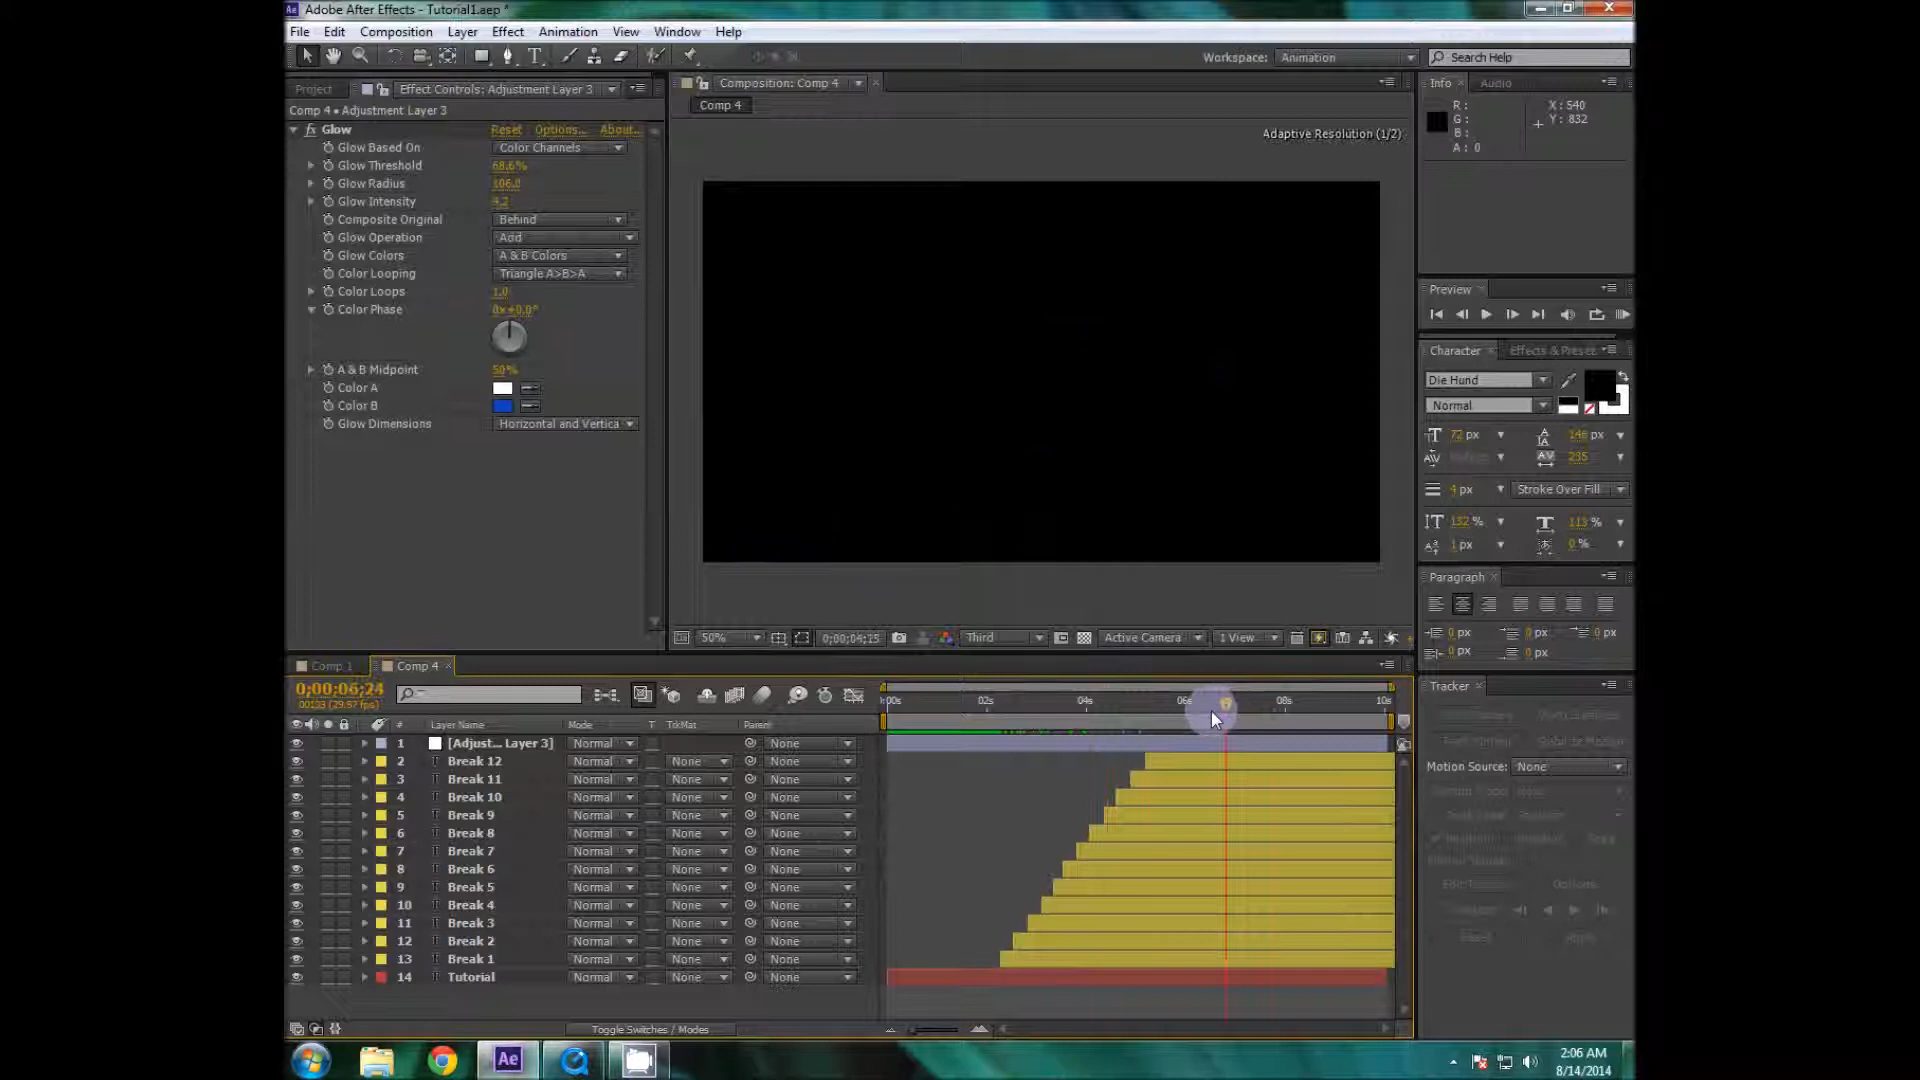 Adobe After Effects - Tutorial1.aep *
File Edit Composition Layer Effect Animation View Window Help
Workspace: Animation
Search Help
Project Effect Controls: Adjustment Layer 3
Comp 4 • Adjustment Layer 3
Glow Reset Options... About...
Glow Based On Color Channels
Glow Threshold 68.6%
Glow Radius 106.0
Glow Intensity 4.2
Composite Original Behind
Glow Operation Add
Glow Colors A & B Colors
Color Looping Triangle A>B>A
Color Loops 1.0
Color Phase 0x+0.0°
A & B Midpoint 50%
Color A
Color B
Glow Dimensions Horizontal and Vertica
Composition: Comp 4
Comp 4
Adaptive Resolution (1/2)
50% 0;00;04;15 Third Active Camera 1 View
Info Audio
R: X: 540
G: Y: 832
B:
A: 0
Preview
Character Effects & Preset
Die Hund
Normal
72 px 146 px
235
4 px Stroke Over Fill
132 % 113 %
1 px 0 %
Paragraph
0 px 0 px 0 px
0 px 0 px
Tracker
Motion Source: None
Comp 1 Comp 4
0;00;06;24
(29.97 fps)
:00s 02s 04s 06s 08s 10s
# Layer Name Mode T TrkMat Parent
1 [Adjust... Layer 3] Normal None
2 Break 12 Normal None None
3 Break 11 Normal None None
4 Break 10 Normal None None
5 Break 9 Normal None None
6 Break 8 Normal None None
7 Break 7 Normal None None
8 Break 6 Normal None None
9 Break 5 Normal None None
10 Break 4 Normal None None
11 Break 3 Normal None None
12 Break 2 Normal None None
13 Break 1 Normal None None
14 Tutorial Normal None None
Toggle Switches / Modes
Ae
2:06 AM
8/14/2014